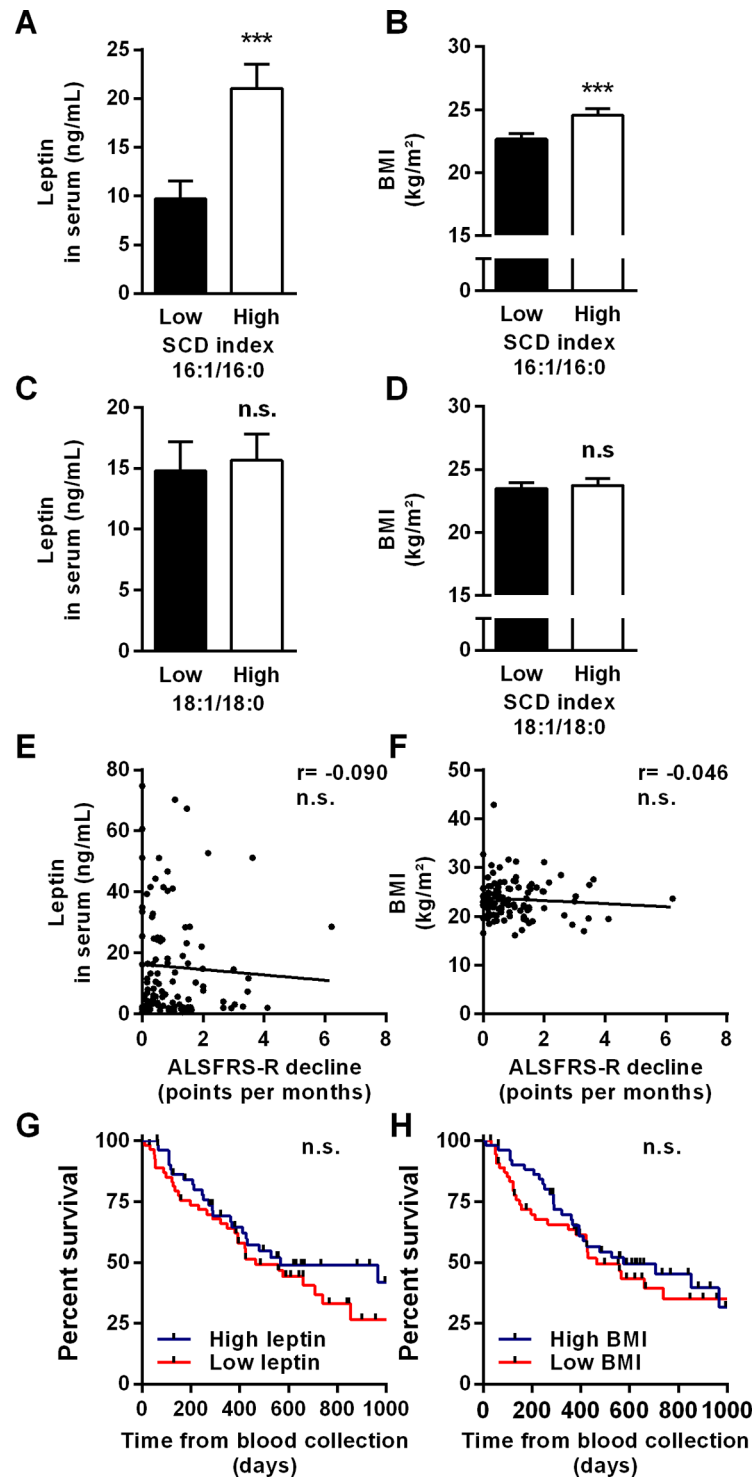 A
Leptin
in serum (ng/mL)
25
20
15
10
5
0
***
Low High
SCD index
16:1/16:0
B
BMI
(kg/m²)
30
25
20
15
0
***
Low High
SCD index
16:1/16:0
C
Leptin
in serum (ng/mL)
20
15
10
5
0
n.s.
Low High
18:1/18:0
D
BMI
(kg/m²)
30
25
20
15
0
n.s
Low High
SCD index
18:1/18:0
E
Leptin
in serum (ng/mL)
80
60
40
20
0
r= -0.090
n.s.
0 2 4 6 8
ALSFRS-R decline
(points per months)
F
BMI
(kg/m²)
50
40
30
20
10
0
r= -0.046
n.s.
0 2 4 6 8
ALSFRS-R decline
(points per months)
G
Percent survival
100
75
50
25
0
n.s.
High leptin
Low leptin
0 200 400 600 800 1000
Time from blood collection
(days)
H
Percent survival
100
75
50
25
0
n.s.
High BMI
Low BMI
0 200 400 600 800 1000
Time from blood collection
(days)